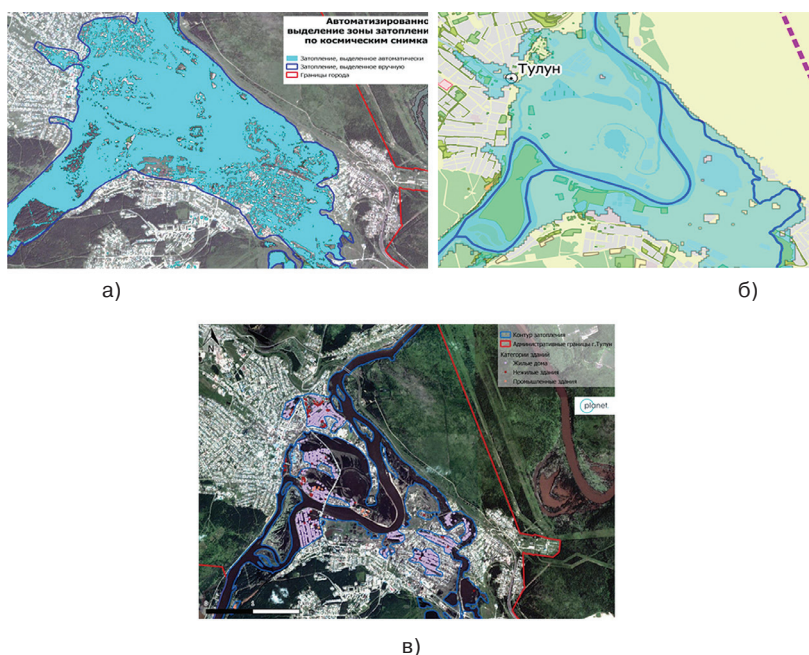 Автоматизированно
выделение зоны затоплени
по космическим снимка
Затопление, выделенное автоматически
Затопление, выделенное вручную
Границы города
Тулун
а)
б)
Контур затопления
Административные границы г.Тулун
Категории зданий
Жилые дома
Нежилые здания
Промышленные здания
planet
в)